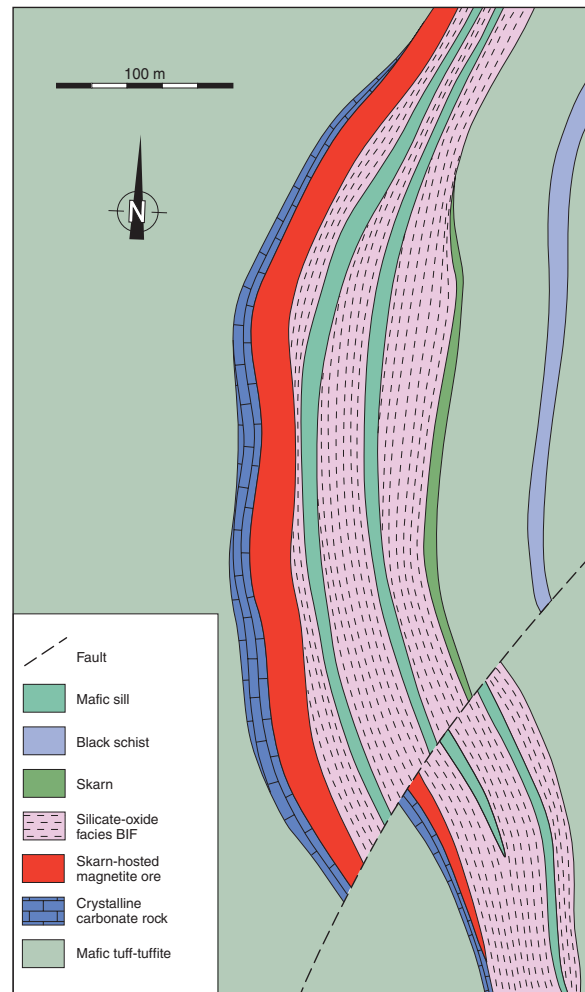 100 m
N
Fault
Mafic sill
Black schist
Skarn
Silicate-oxide
facies BIF
Skarn-hosted
magnetite ore
Crystalline
carbonate rock
Mafic tuff-tuffite